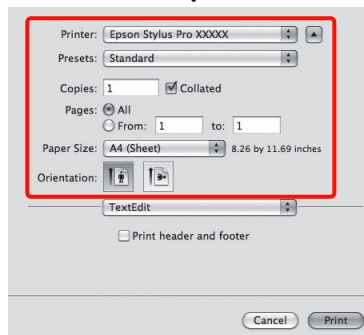 Printer: Epson Stylus Pro XXXXX
Presets: Standard
Copies: 1 Collated
Pages: All
From: 1 to: 1
Paper Size: A4 (Sheet) 8.26 by 11.69 inches
Orientation:
TextEdit
Print header and footer
Cancel Print